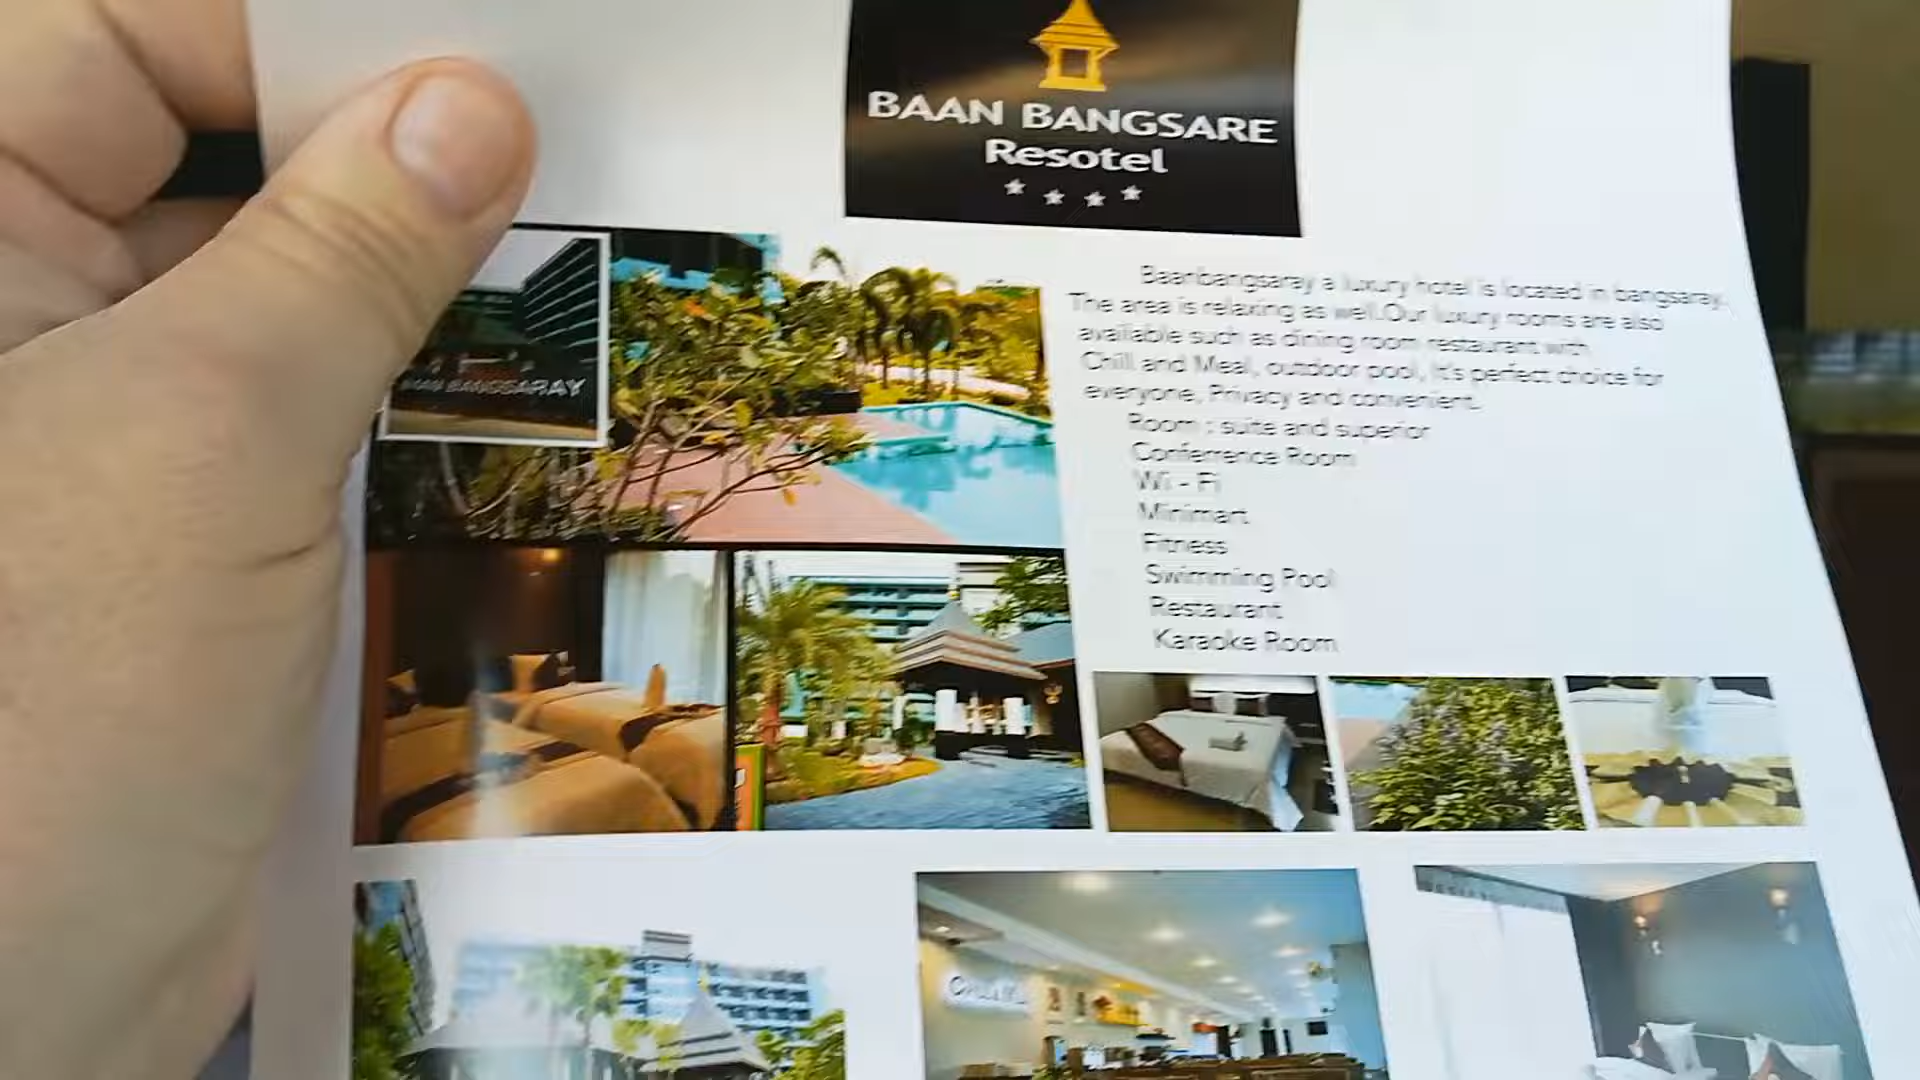 BAAN BANGSARE
Resotel
BAAN BANGSARAY
Baanbangsaray a luxury hotel is located in bangsaray,
The area is relaxing as well.Our luxury rooms are also
available such as dining room restaurant with
Chill and Meal, outdoor pool, It's perfect choice for
everyone, Privacy and convenient.
Room : suite and superior
Conferrence Room
Wi - Fi
Minimart
Fitness
Swimming Pool
Restaurant
Karaoke Room